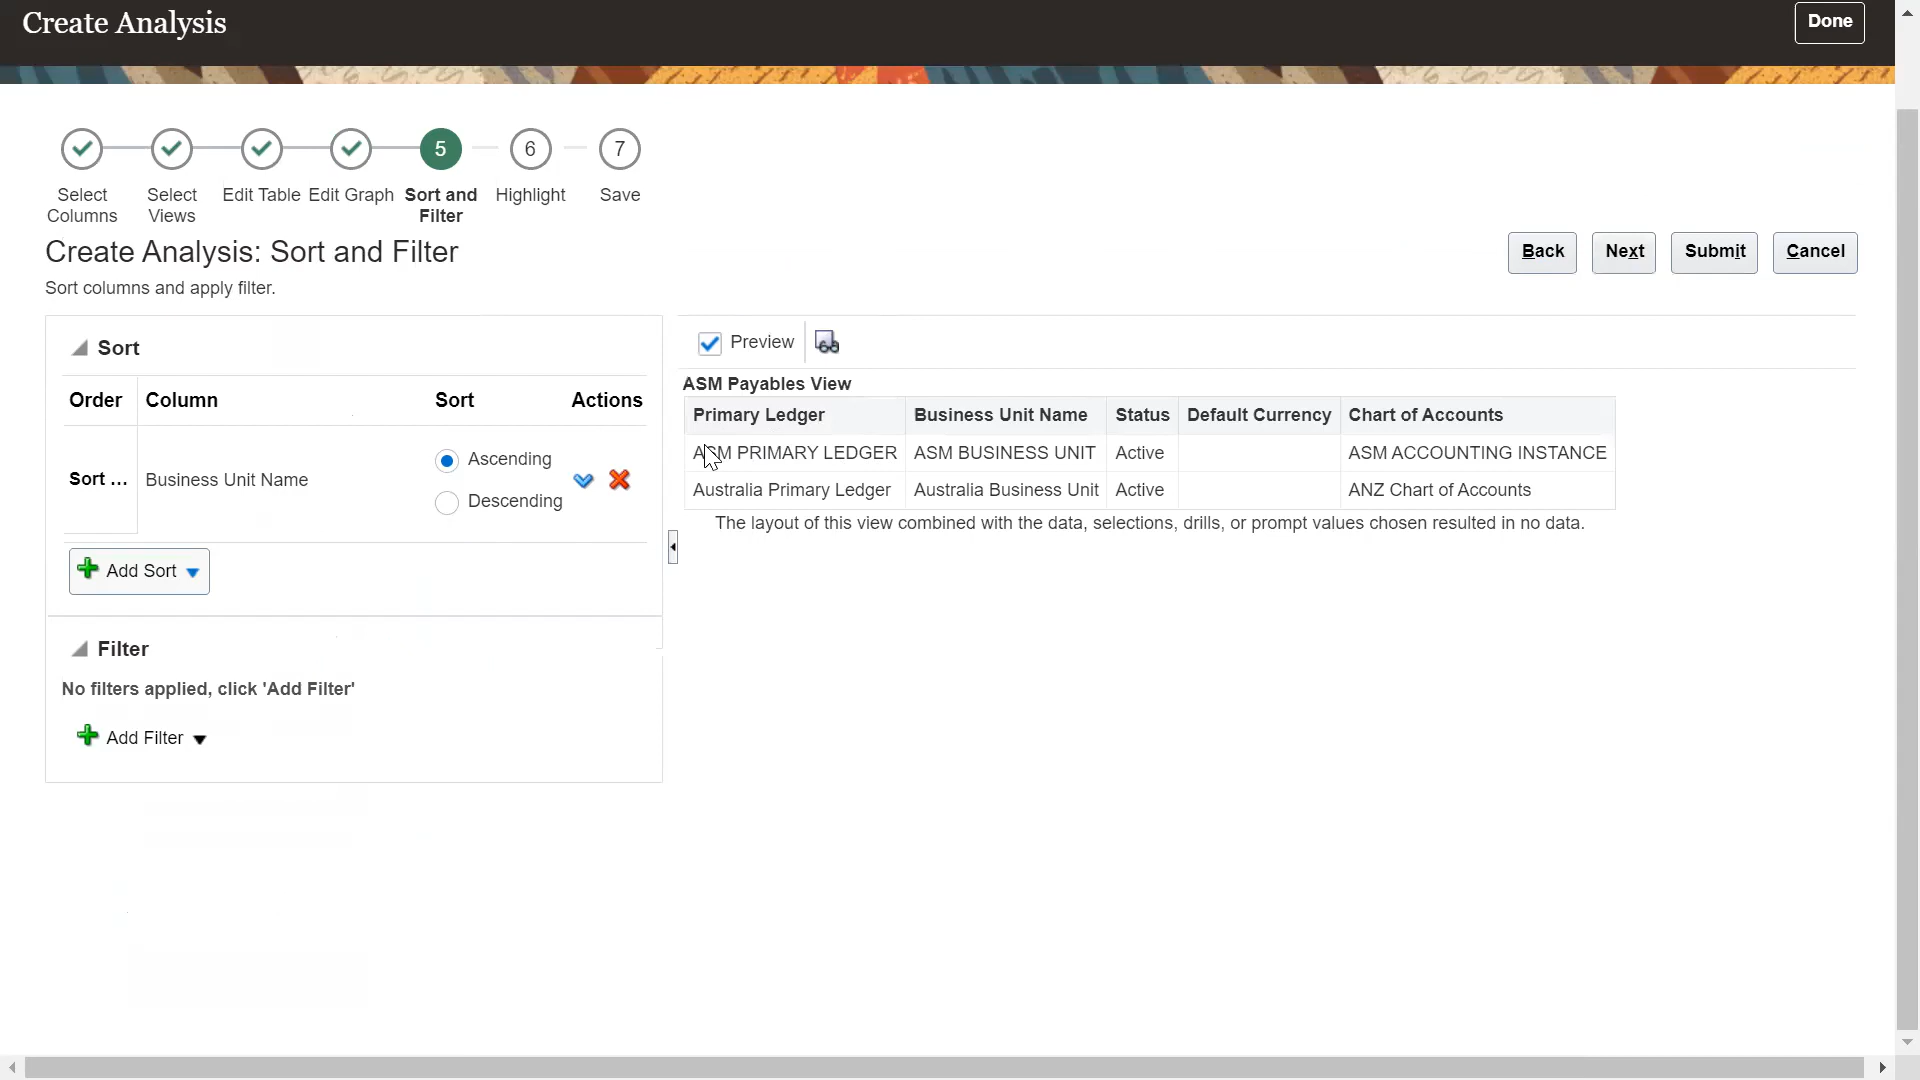 Create Analysis
Done
5
6
7
Select
Columns
Select
Views
Edit Table
Edit Graph
Sort and
Filter
Highlight
Save
Create Analysis: Sort and Filter
Back
Next
Submit
Cancel
Sort columns and apply filter.
Sort
Order
Column
Sort
Actions
Sort ...
Business Unit Name
Ascending
Descending
Add Sort
Filter
No filters applied, click 'Add Filter'
Add Filter
Preview
ASM Payables View
Primary Ledger
Business Unit Name
Status
Default Currency
Chart of Accounts
ASM PRIMARY LEDGER
ASM BUSINESS UNIT
Active
ASM ACCOUNTING INSTANCE
Australia Primary Ledger
Australia Business Unit
Active
ANZ Chart of Accounts
The layout of this view combined with the data, selections, drills, or prompt values chosen resulted in no data.